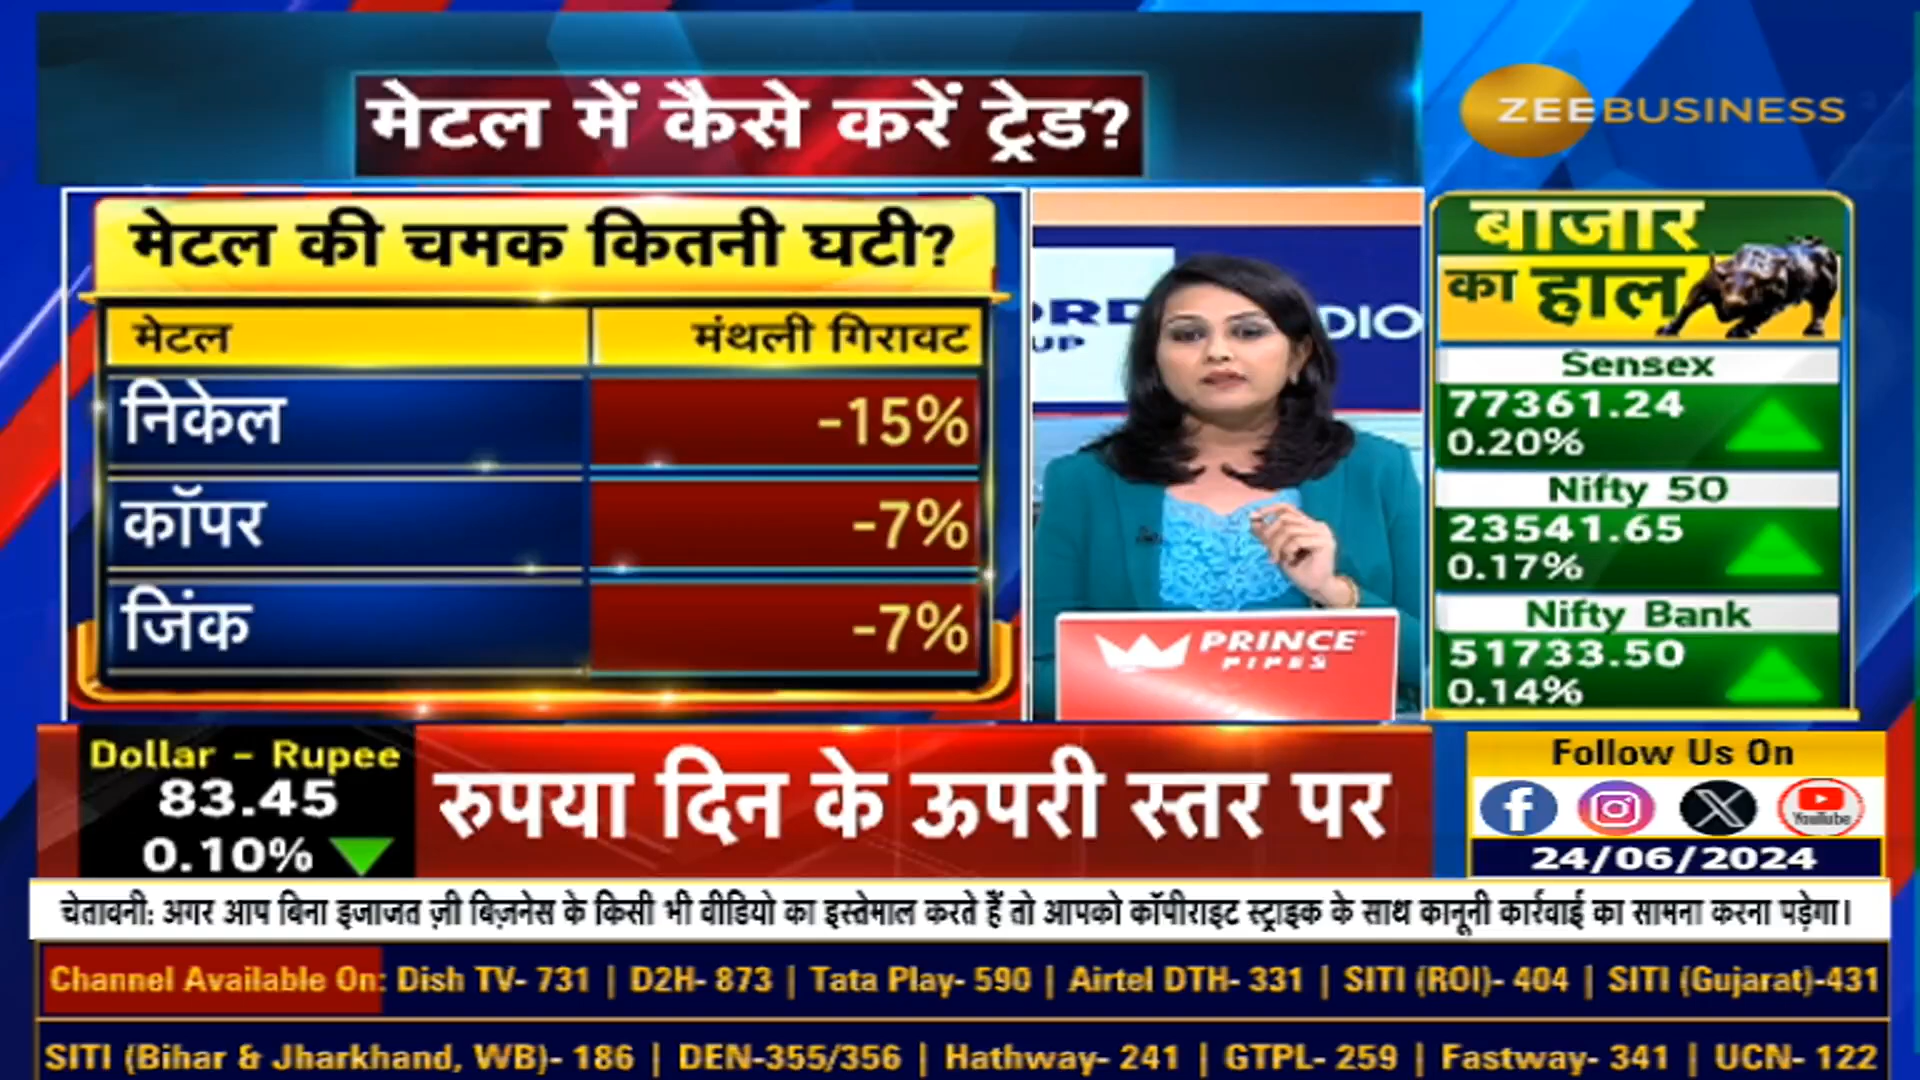 मेटल में कैसे करें ट्रेड?
ZEE BUSINESS
मेटल की चमक कितनी घटी?
मेटल मंथली गिरावट
निकेल -15%
कॉपर -7%
जिंक -7%
PRINCE
PIPES
बाजार
का हाल
Sensex
77361.24
0.20%
Nifty 50
23541.65
0.17%
Nifty Bank
51733.50
0.14%
Dollar - Rupee
83.45
0.10%
रुपया दिन के ऊपरी स्तर पर
Follow Us On
YouTube
24/06/2024
चेतावनी: अगर आप बिना इजाजत ज़ी बिज़नेस के किसी भी वीडियो का इस्तेमाल करते हैं तो आपको कॉपीराइट स्ट्राइक के साथ कानूनी कार्रवाई का सामना करना पड़ेगा।
Channel Available On: Dish TV- 731 | D2H- 873 | Tata Play- 590 | Airtel DTH- 331 | SITI (ROI)- 404 | SITI (Gujarat)-431
SITI (Bihar & Jharkhand, WB)- 186 | DEN-355/356 | Hathway- 241 | GTPL- 259 | Fastway- 341 | UCN- 122